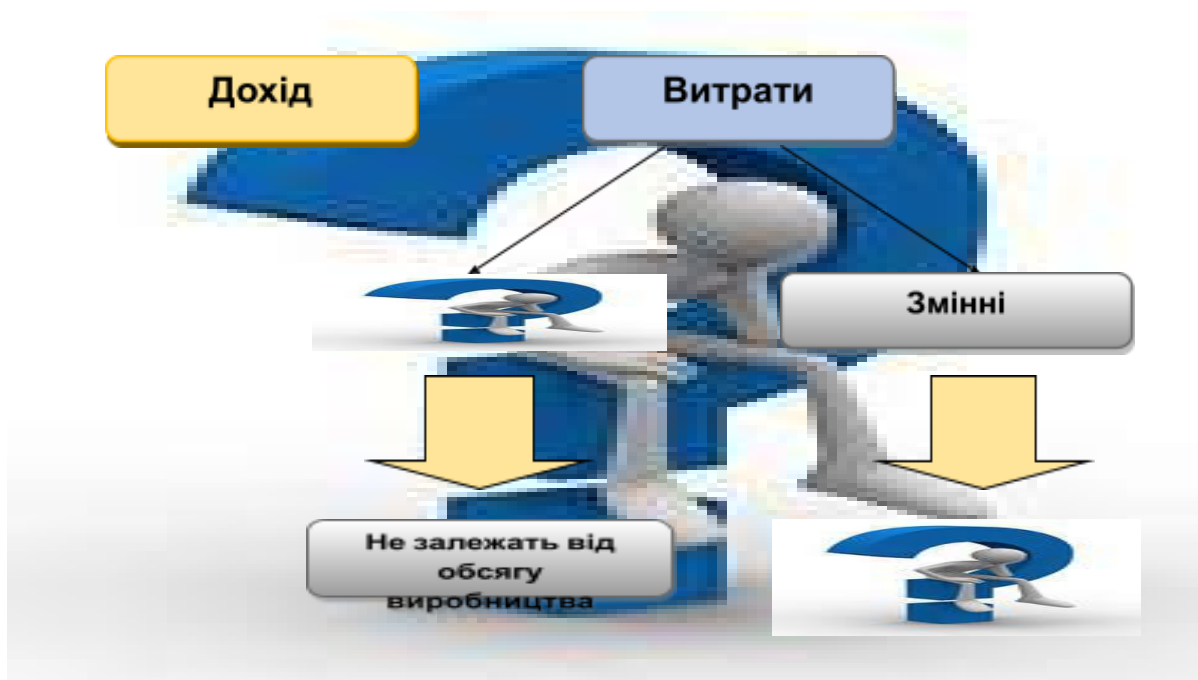 Дохід
Витрати
Змінні
Не залежать від
обсягу
виробництва